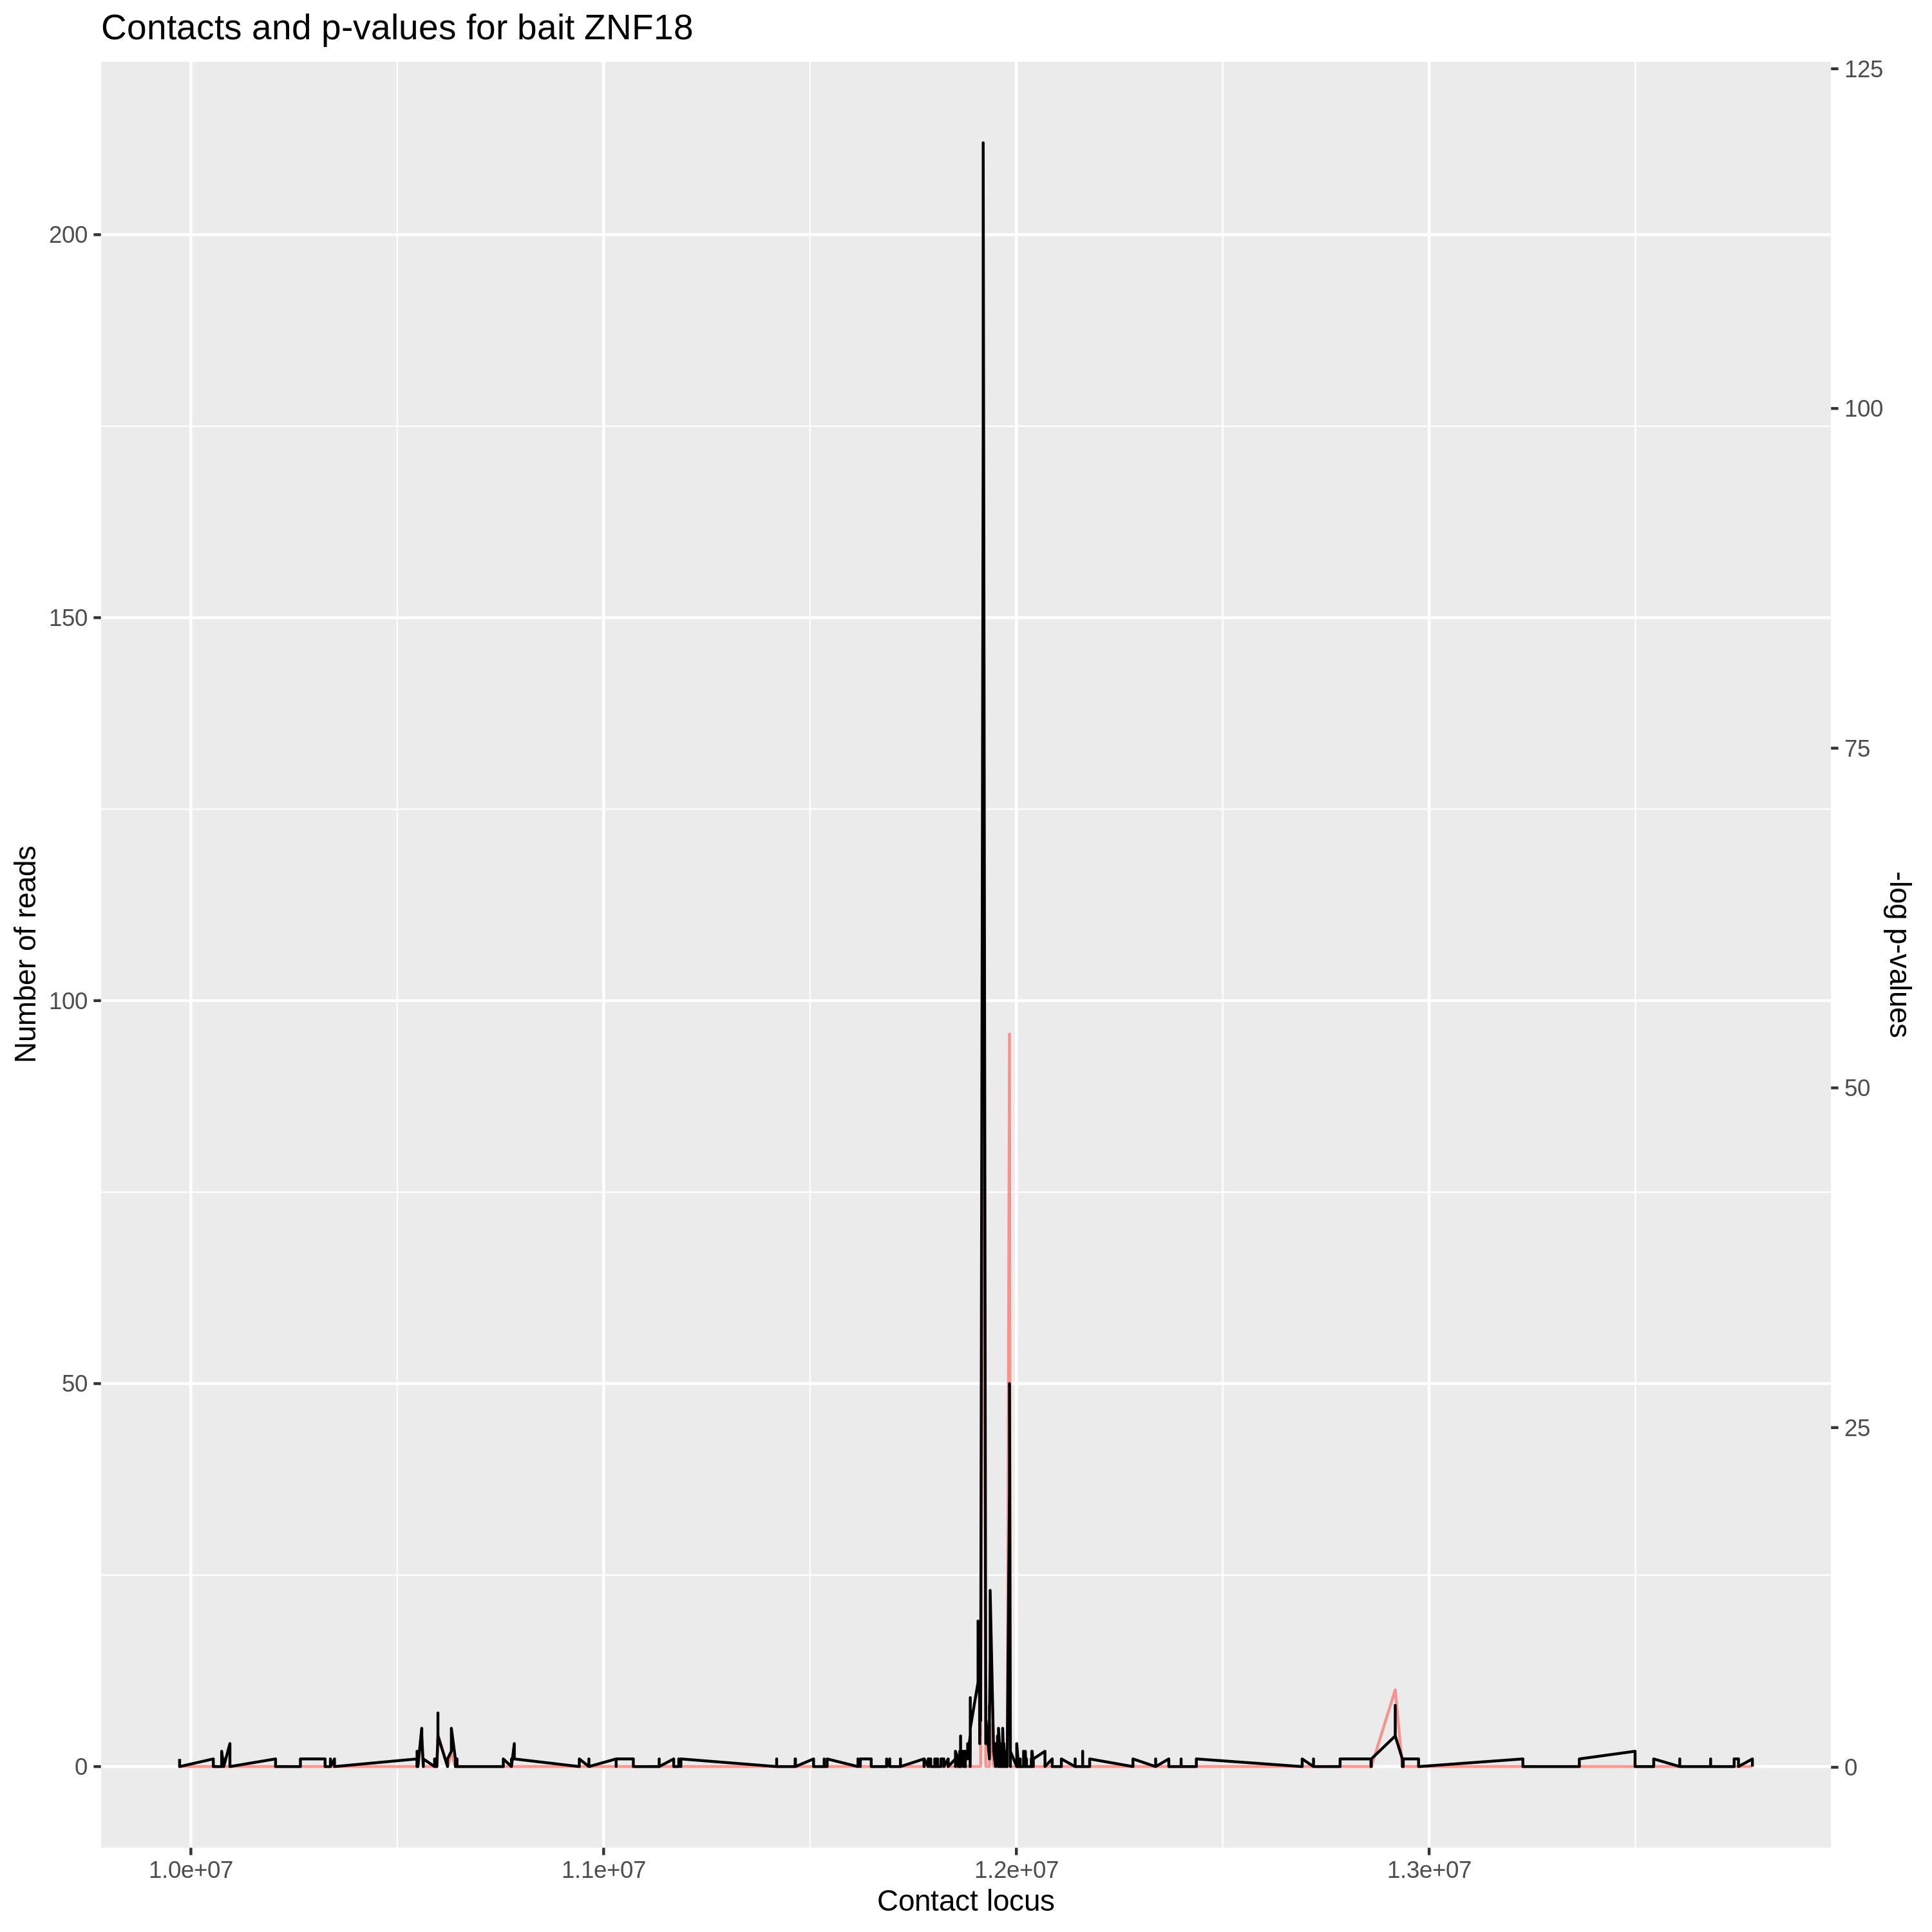 Contacts and p-values for bait ZNF18
Number of reads
200
150
100
50
0
125
100
75
50
25
0
-log p-values
1.0e+07 1.1e+07 1.2e+07 1.3e+07
Contact locus